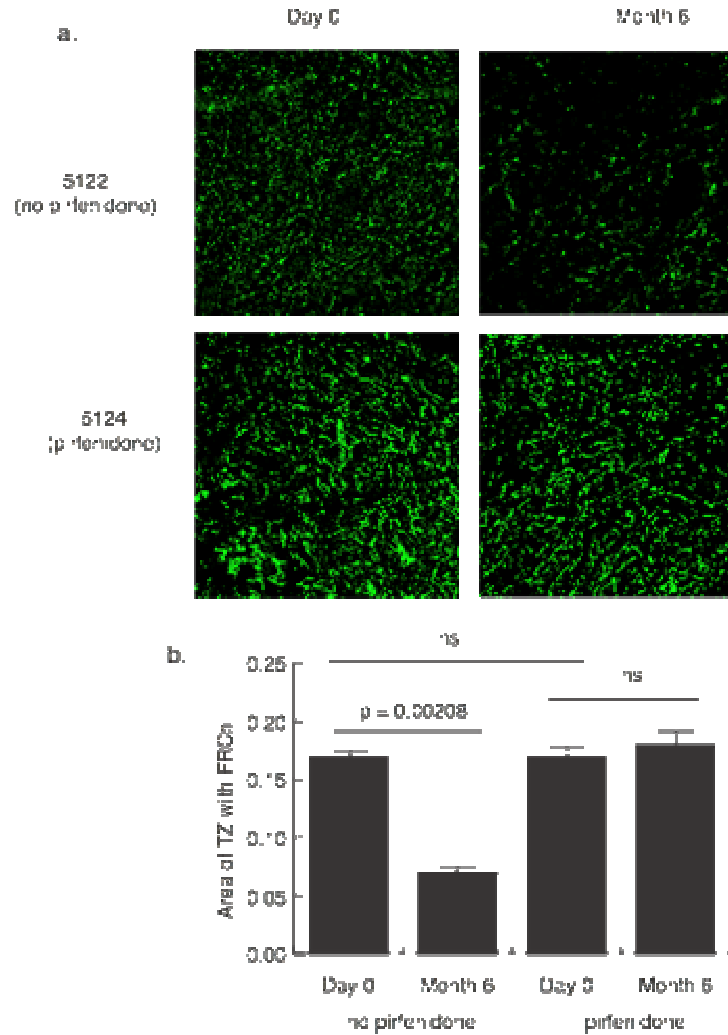 Day 0 Month 6
a.
5122
(no pirfenidone)
5124
(pirfenidone)
b.
ns
ns
p = 0.00208
0.25
0.20
0.15
0.10
0.05
0.00
Area of TZ with FRCs
Day 0 Month 6 Day 0 Month 6
no pirfenidone pirfenidone